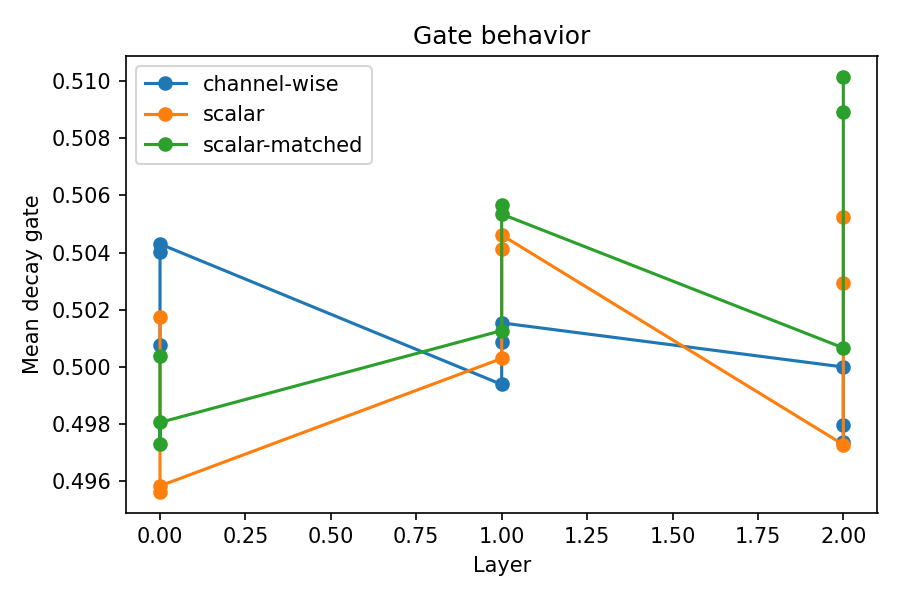 Gate behavior
channel-wise
scalar
scalar-matched
Mean decay gate
0.510
0.508
0.506
0.504
0.502
0.500
0.498
0.496
0.00 0.25 0.50 0.75 1.00 1.25 1.50 1.75 2.00
Layer